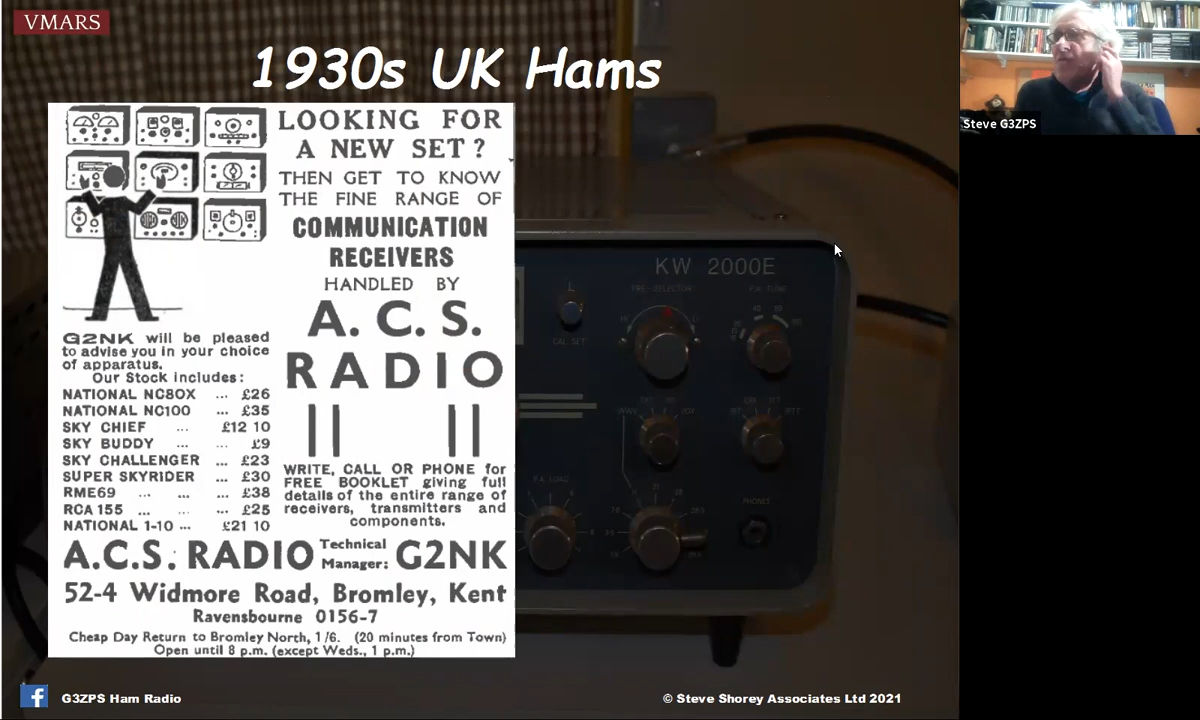 VMARS
1930s UK Hams
LOOKING FOR
A NEW SET?
THEN GET TO KNOW
THE FINE RANGE OF
COMMUNICATION
RECEIVERS
HANDLED BY
A. C. S.
RADIO
G2NK will be pleased
to advise you in your choice
of apparatus.
Our Stock includes:
NATIONAL NC80X ... £26
NATIONAL NC100 ... £35
SKY CHIEF ... £12 10
SKY BUDDY ... ... £9
SKY CHALLENGER ... £23
SUPER SKYRIDER ... £30
RME69 ... ... ... £38
RCA 155 ... ... ... £25
NATIONAL 1-10 ... £21 10
WRITE, CALL OR PHONE for
FREE BOOKLET giving full
details of the entire range of
receivers, transmitters and
components.
A.C.S. RADIO Technical Manager: G2NK
52-4 Widmore Road, Bromley, Kent
Ravensbourne 0156-7
Cheap Day Return to Bromley North, 1/6. (20 minutes from Town)
Open until 8 p.m. (except Weds., 1 p.m.)
KW 2000E
PRE-SELECTOR
P.A. TUNE
CAL SET
P.A. LOAD
PHONES
G3ZPS Ham Radio
© Steve Shorey Associates Ltd 2021
Steve G3ZPS